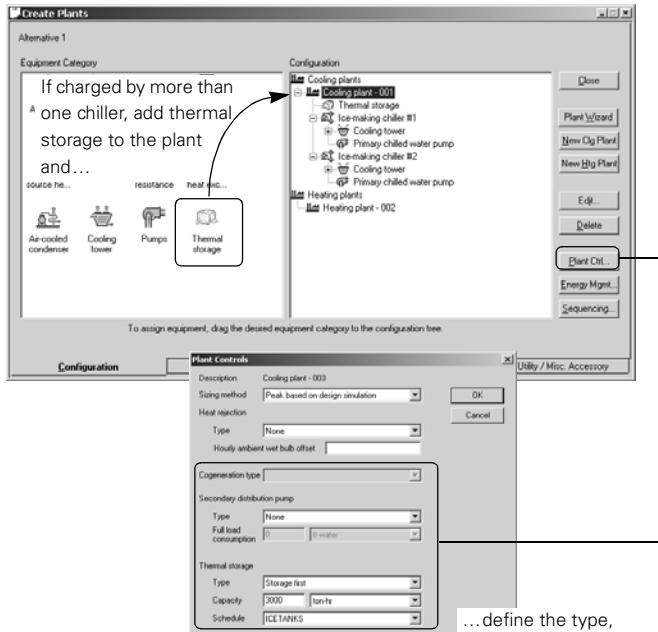 Create Plants
Alternative 1
Equipment Category
Configuration
If charged by more than
one chiller, add thermal
storage to the plant
and…
source he...
resistance
heat exc...
Air-cooled
condenser
Cooling
tower
Pumps
Thermal
storage
Cooling plants
Cooling plant - 001
Thermal storage
Ice-making chiller #1
Cooling tower
Primary chilled water pump
Ice-making chiller #2
Cooling tower
Primary chilled water pump
Heating plants
Heating plant - 002
Close
Plant Wizard
New Clg Plant
New Htg Plant
Edit...
Delete
Plant Ctrl...
Energy Mgmt...
Sequencing...
To assign equipment, drag the desired equipment category to the configuration tree.
Configuration
Utility / Misc. Accessory
Plant Controls
Description Cooling plant - 003
Sizing method Peak based on design simulation
OK
Heat rejection
Cancel
Type None
Hourly ambient wet bulb offset
Cogeneration type
Secondary distribution pump
Type None
Full load
consumption 0 ft water
Thermal storage
Type Storage first
Capacity 3000 ton-hr
Schedule ICETANKS
…define the type,